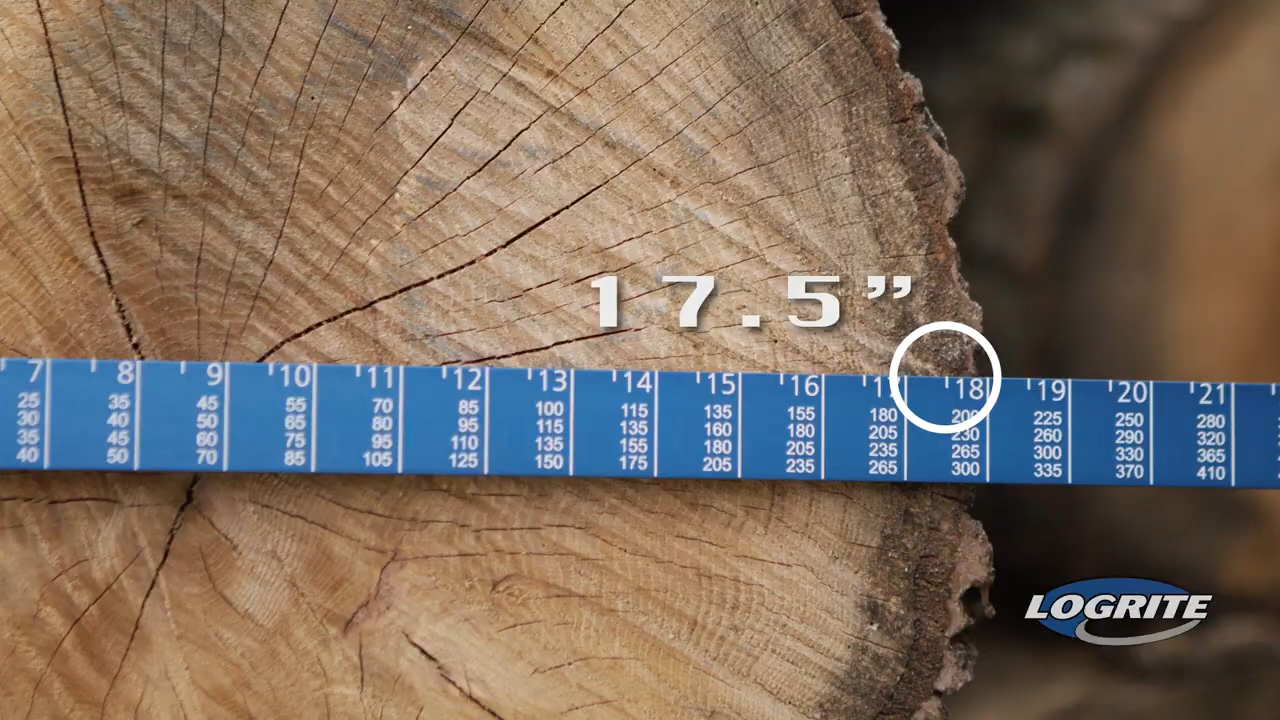 17.5”
7 8 9 10 11 12 13 14 15 16 17 18 19 20 21
25 35 45 55 70 85 100 115 135 155 180 200 225 250 280
30 40 50 65 80 95 115 135 160 180 205 230 260 290 320
35 45 60 75 95 110 135 155 180 205 235 265 300 330 365
40 50 70 85 105 125 150 175 205 235 265 300 335 370 410
LOGRITE